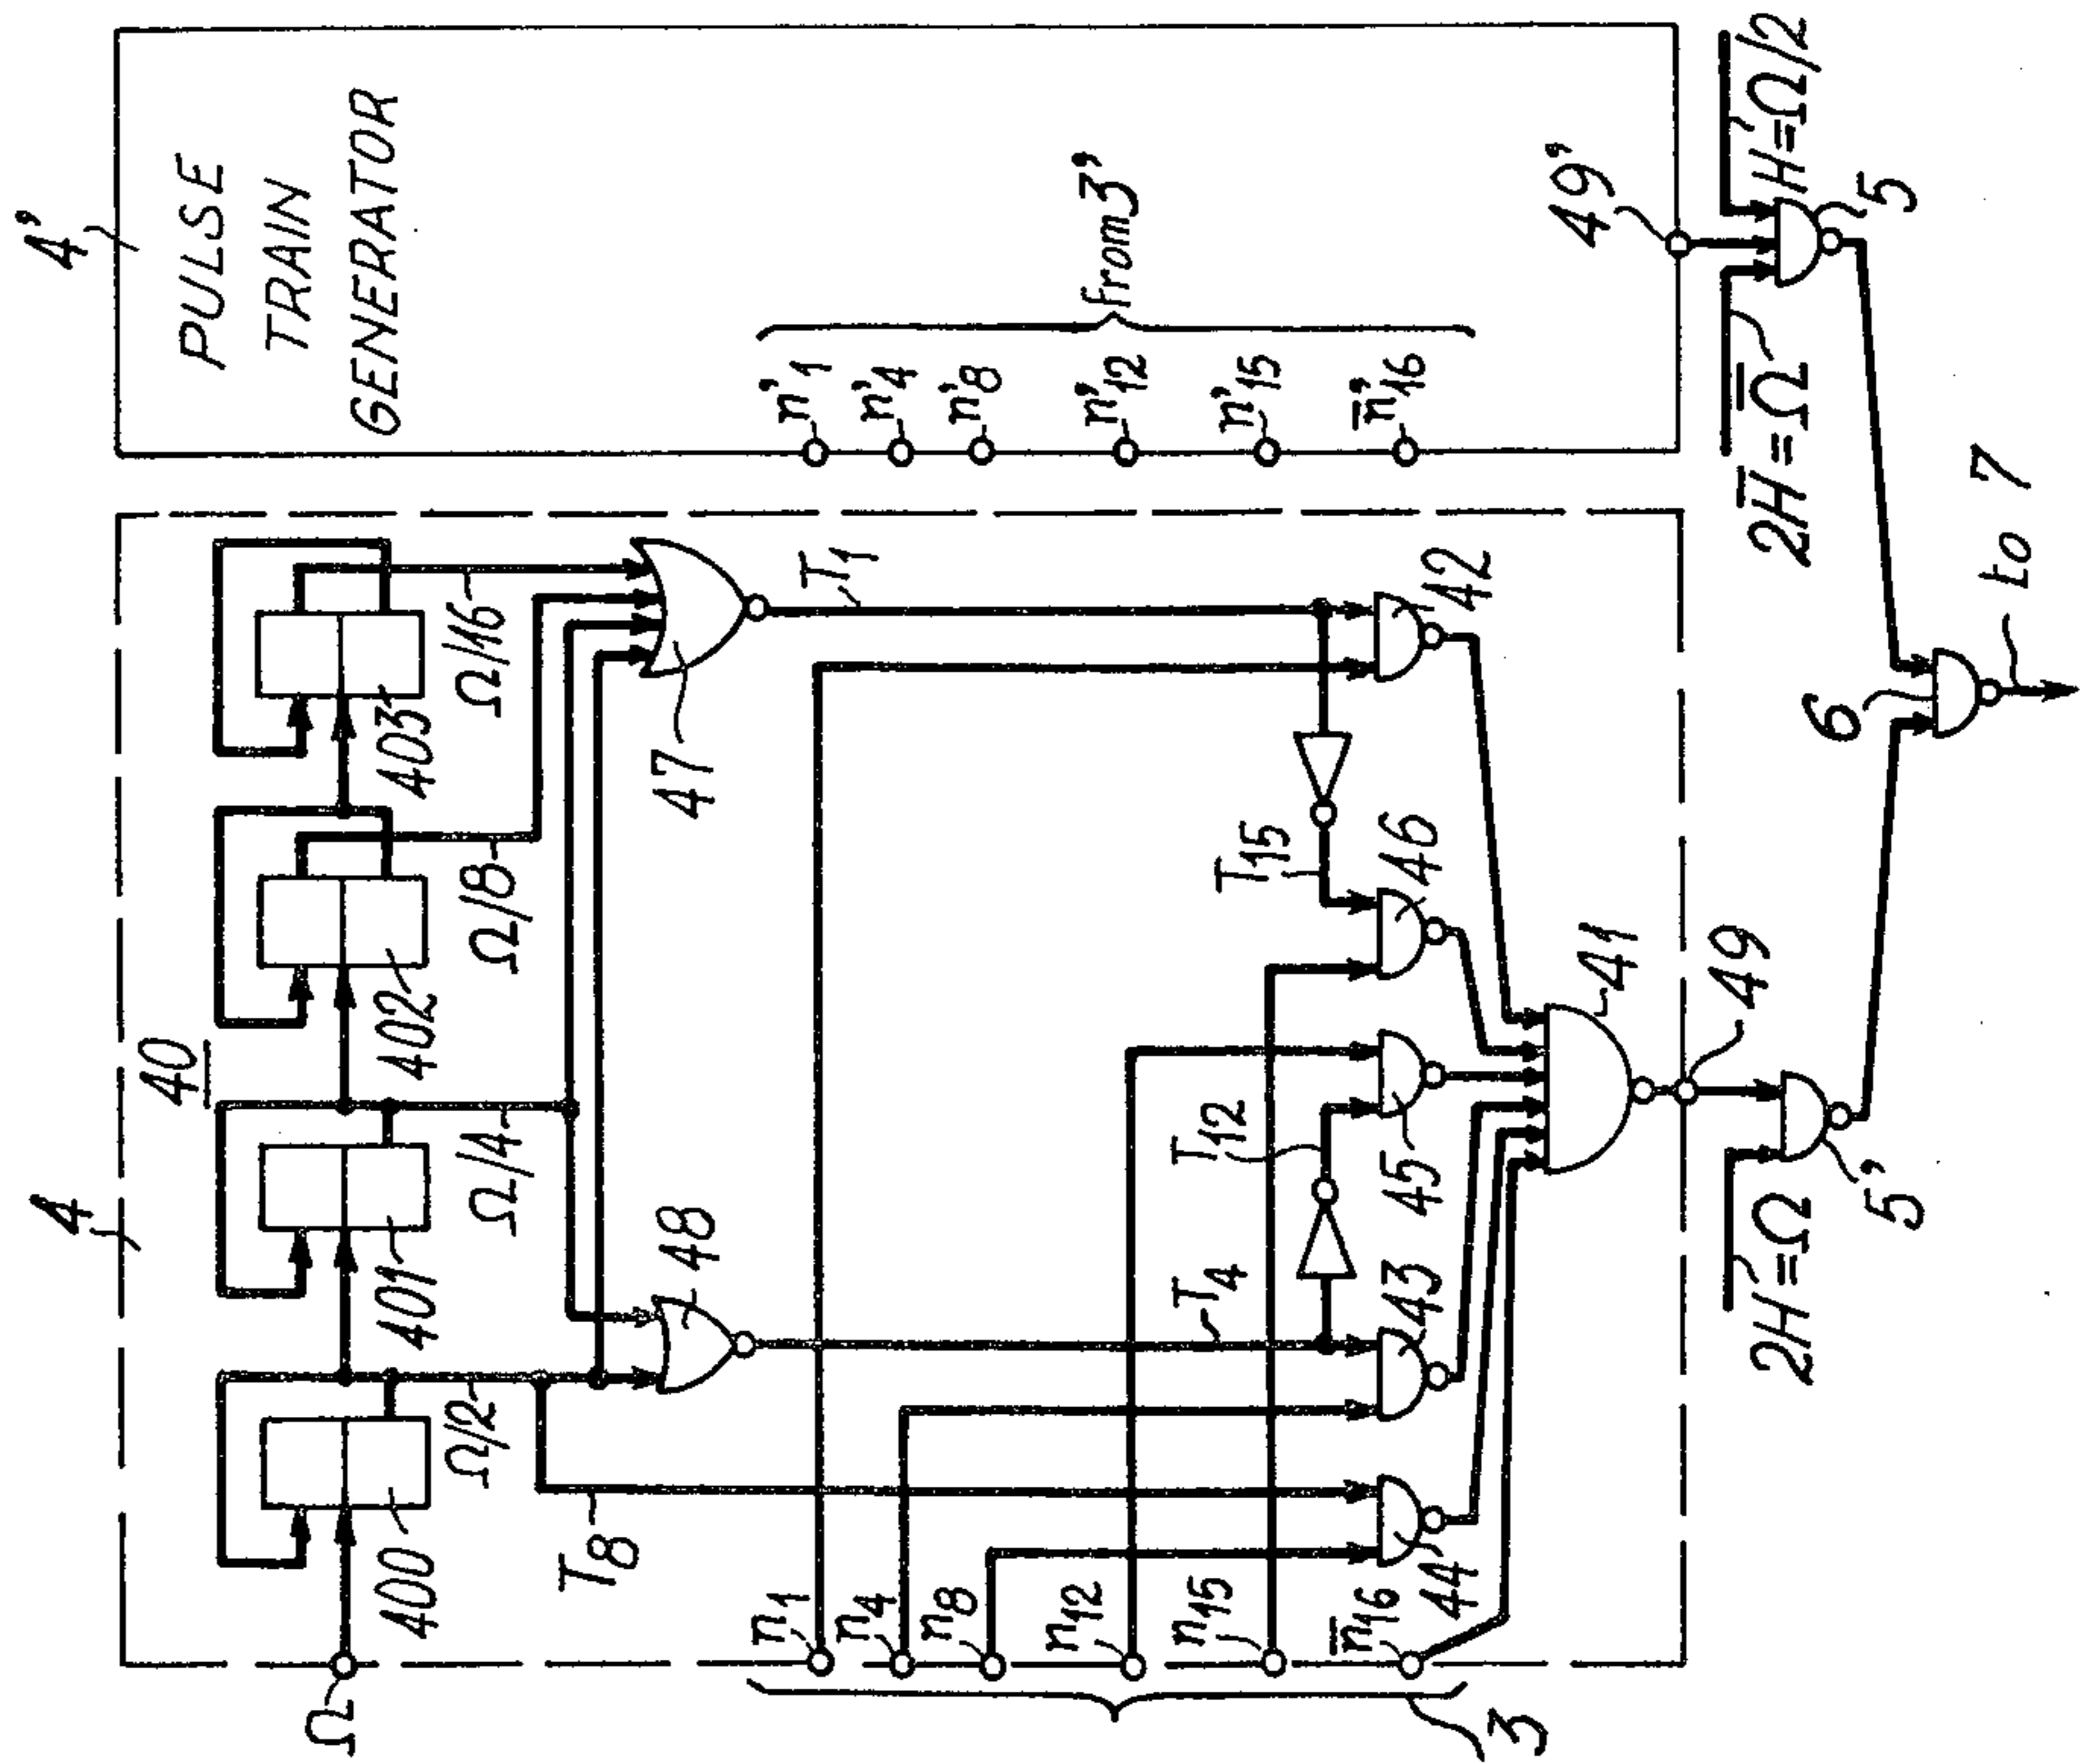 4
4'
PULSE
TRAIN
GENERATOR
40
Ω
400
401
402
403
Ω/2
Ω/4
Ω/8
Ω/16
T8
48
47
T1
n1
n4
n8
n12
n15
n̅16
3
n'1
n'4
n'8
n'12
n'15
n̅'16
From 3'
T4
T12
T15
44
43
45
46
42
41
49
49'
2H=Ω
5'
2H̅=Ω̅
H=Ω/2
5
6
to 7